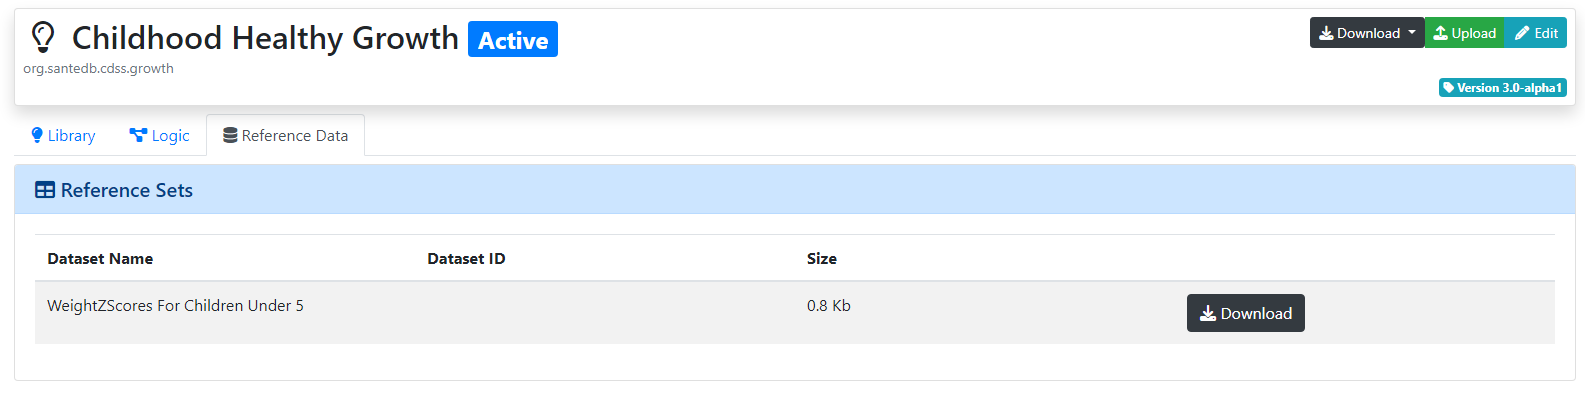 Childhood Healthy Growth Active
Download Upload Edit
org.santedb.cdss.growth
Version 3.0-alpha1
Library Logic Reference Data
Reference Sets
Dataset Name Dataset ID Size
WeightZScores For Children Under 5 0.8 Kb Download